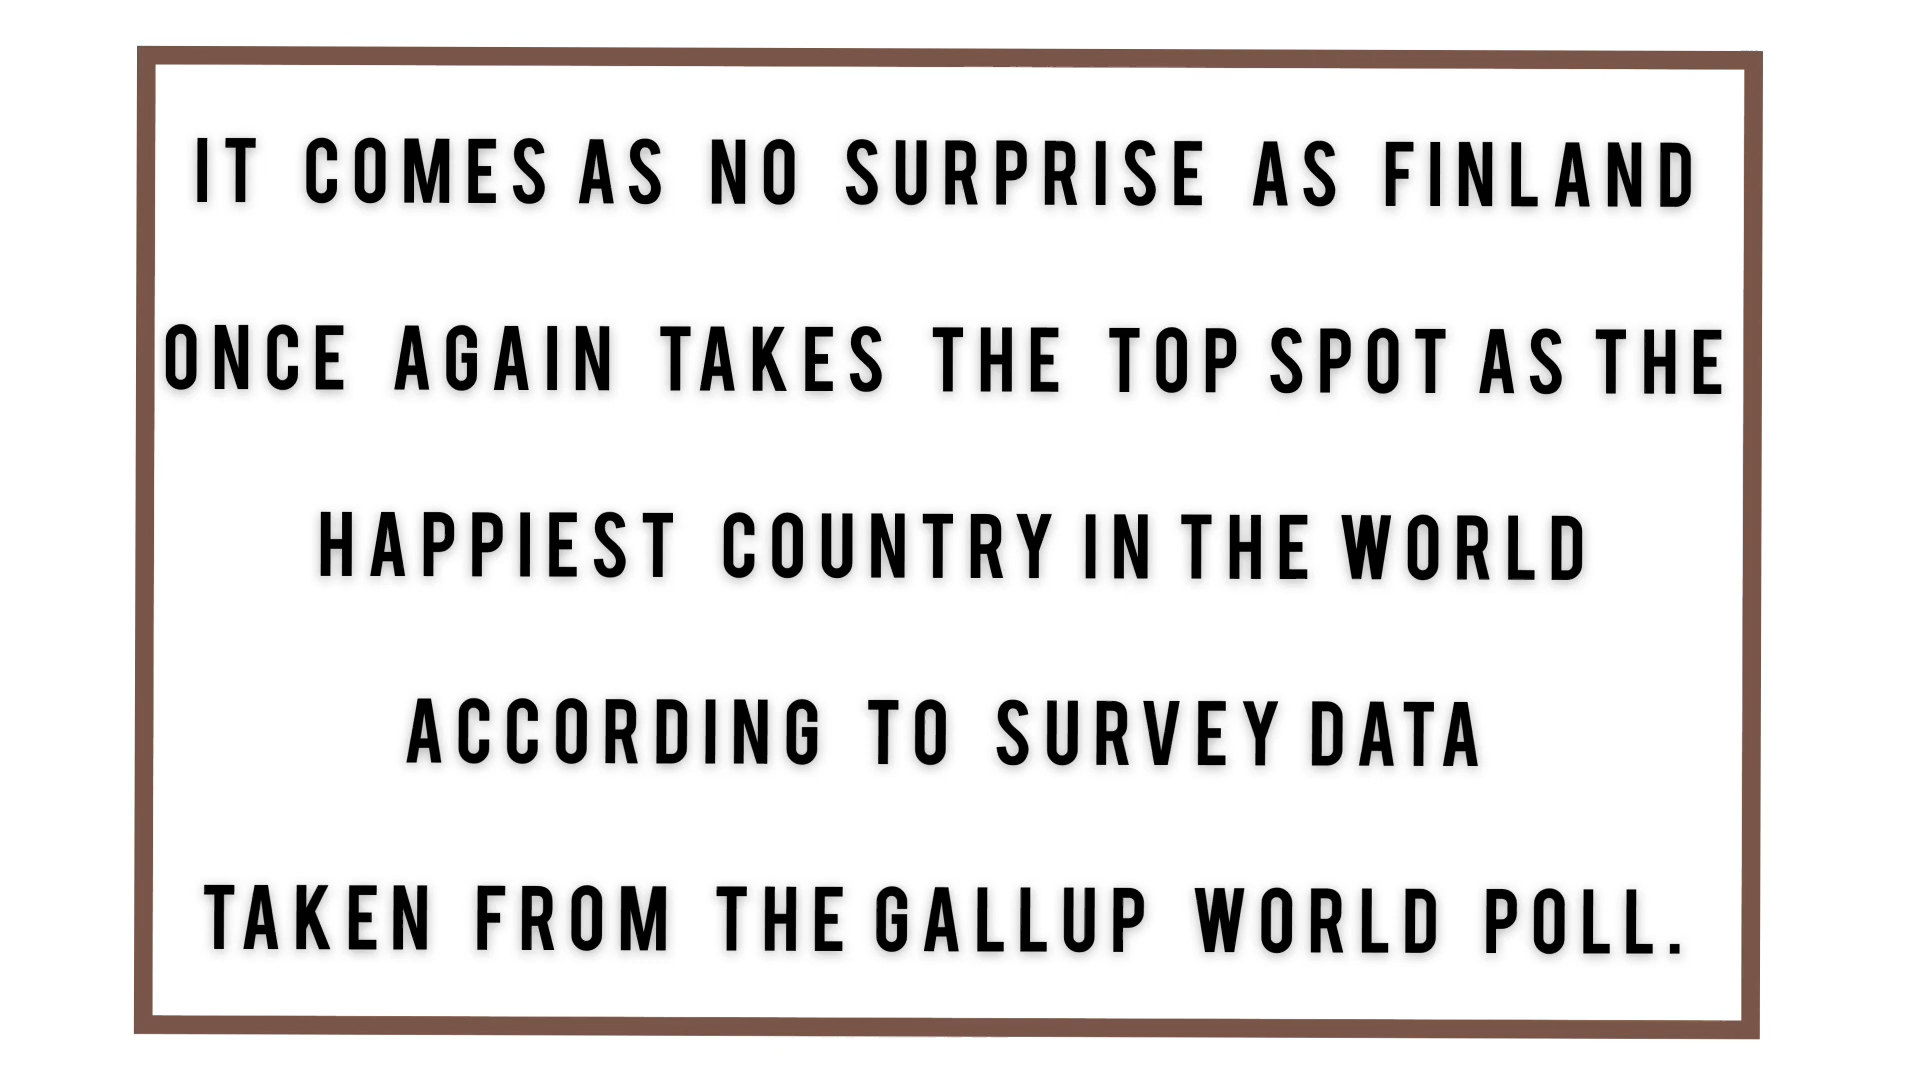 IT COMES AS NO SURPRISE AS FINLAND
ONCE AGAIN TAKES THE TOP SPOT AS THE
HAPPIEST COUNTRY IN THE WORLD
ACCORDING TO SURVEY DATA
TAKEN FROM THE GALLUP WORLD POLL.